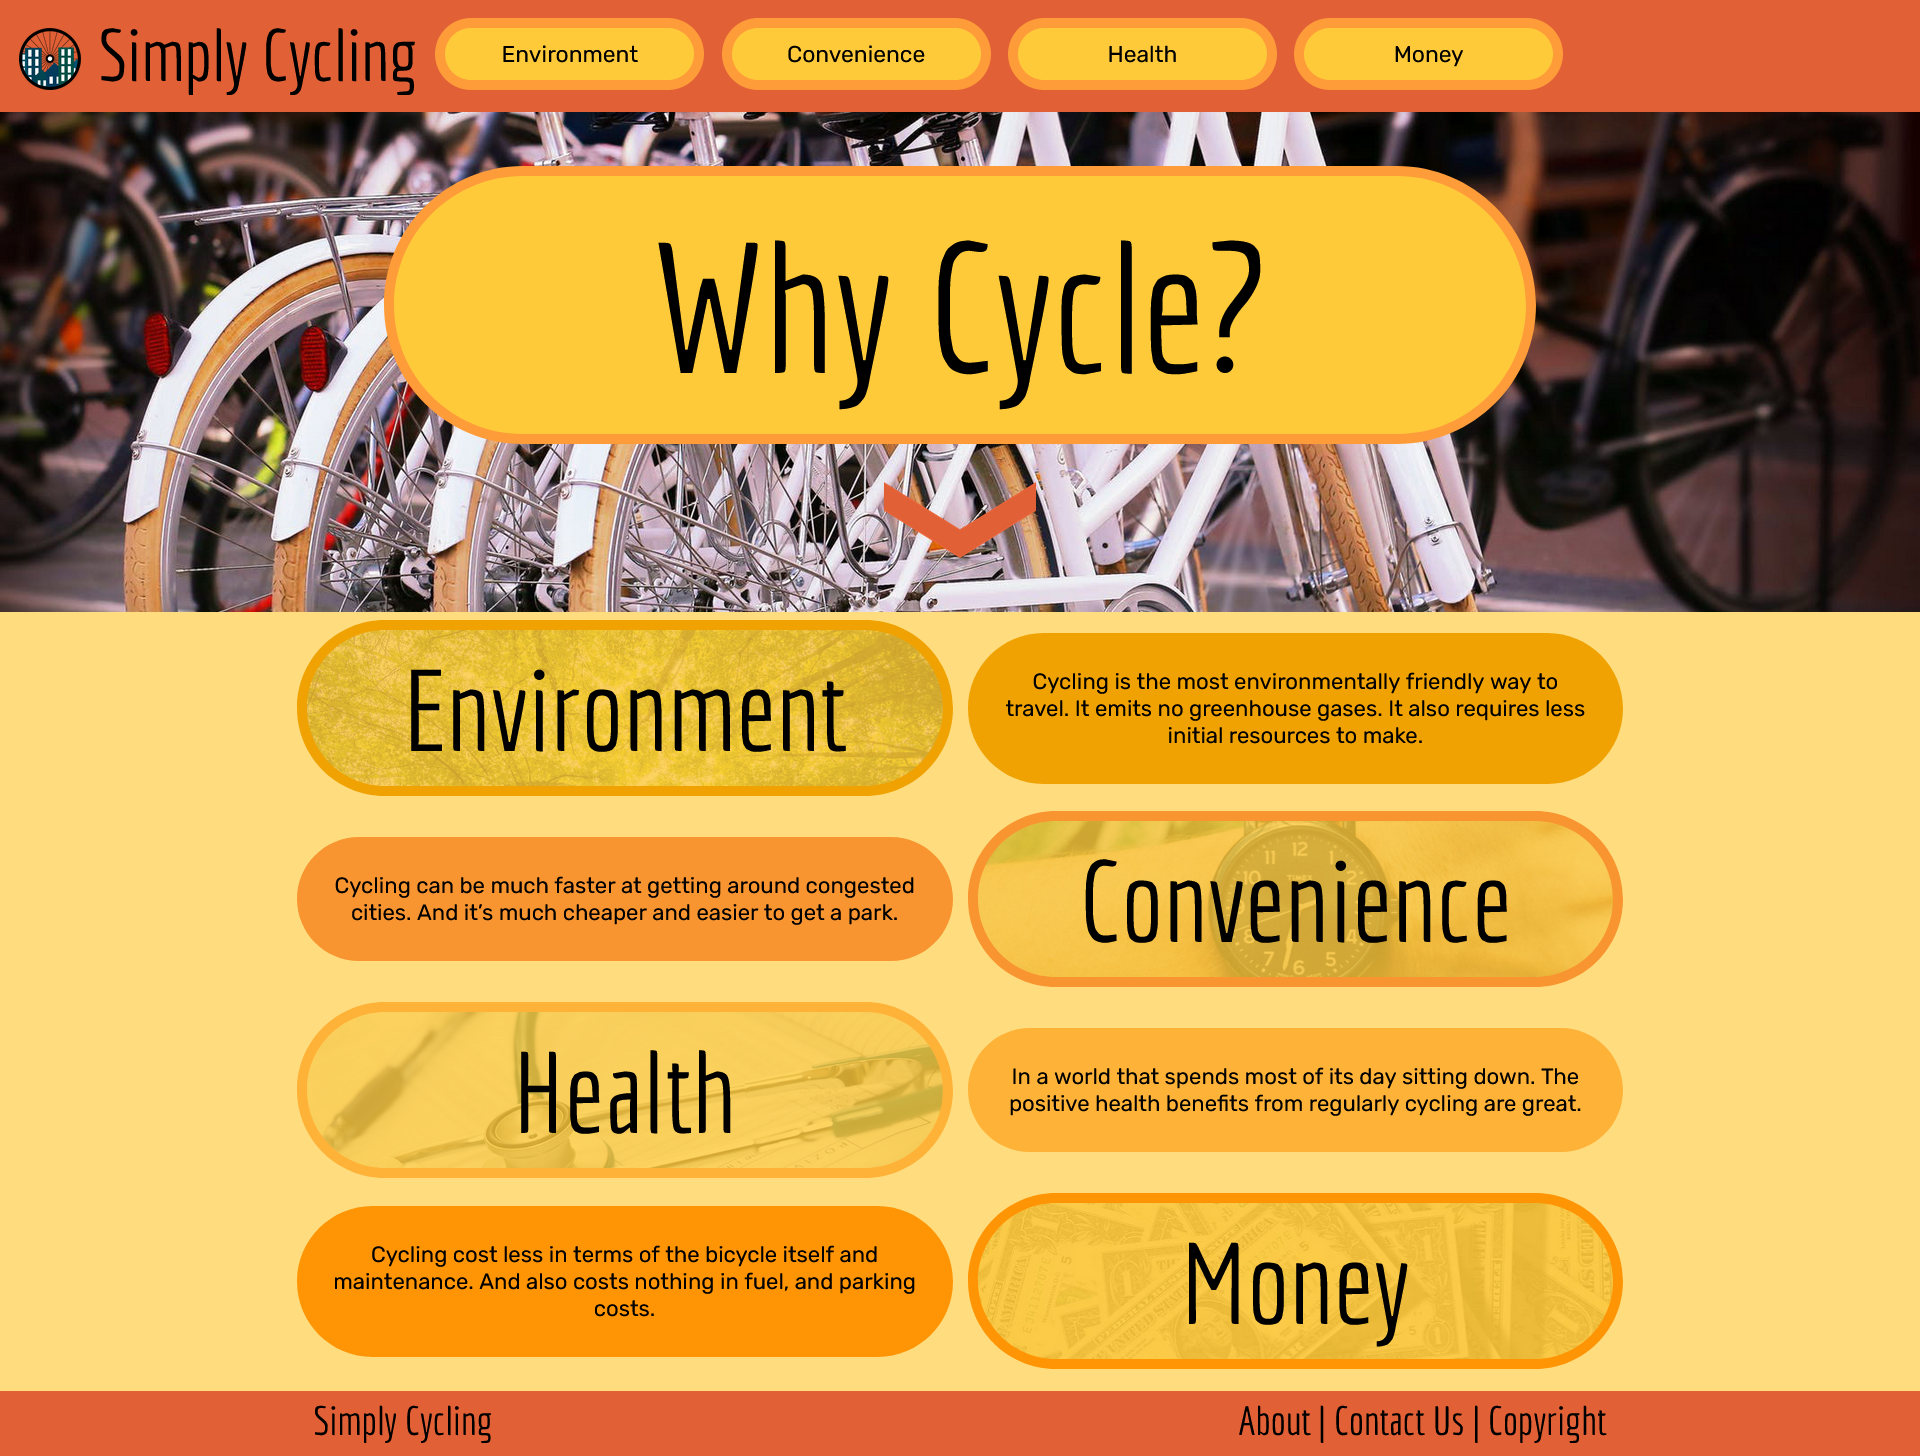 Simply Cycling
Environment
Convenience
Health
Money
Why Cycle?
Environment
Cycling is the most environmentally friendly way to
travel. It emits no greenhouse gases. It also requires less
initial resources to make.
Cycling can be much faster at getting around congested
cities. And it's much cheaper and easier to get a park.
Convenience
Health
In a world that spends most of its day sitting down. The
positive health benefits from regularly cycling are great.
Cycling cost less in terms of the bicycle itself and
maintenance. And also costs nothing in fuel, and parking
costs.
Money
Simply Cycling
About | Contact Us | Copyright